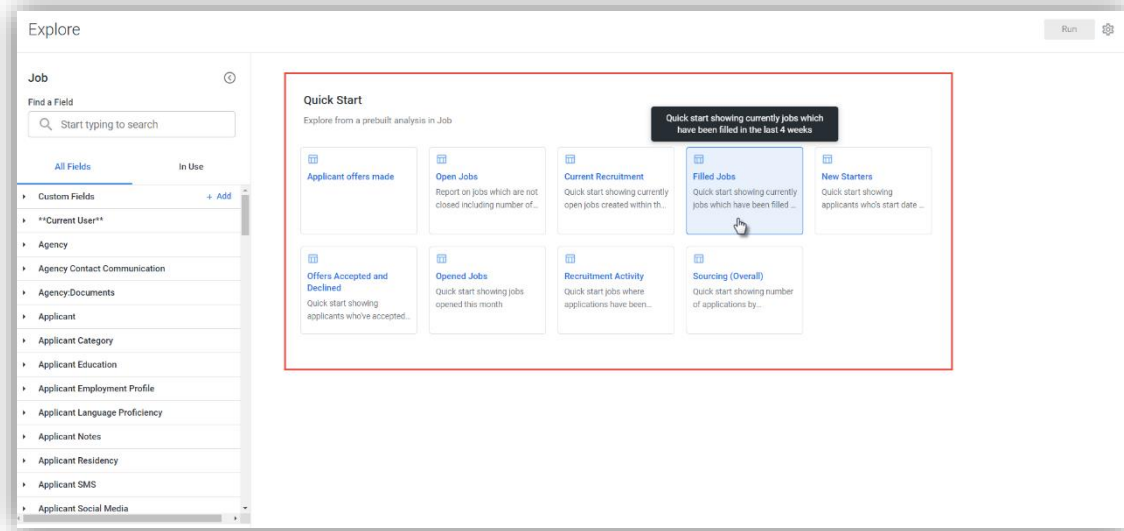 Explore
Run
Job
Find a Field
Start typing to search
All Fields
In Use
Custom Fields
+ Add
**Current User**
Agency
Agency Contact Communication
Agency:Documents
Applicant
Applicant Category
Applicant Education
Applicant Employment Profile
Applicant Language Proficiency
Applicant Notes
Applicant Residency
Applicant SMS
Applicant Social Media
Quick Start
Explore from a prebuilt analysis in Job
Quick start showing currently jobs which
have been filled in the last 4 weeks
Applicant offers made
Open Jobs
Report on jobs which are not
closed including number of...
Current Recruitment
Quick start showing currently
open jobs created within th...
Filled Jobs
Quick start showing currently
jobs which have been filled ...
New Starters
Quick start showing
applicants who's start date ...
Offers Accepted and
Declined
Quick start showing
applicants who've accepted...
Opened Jobs
Quick start showing jobs
opened this month
Recruitment Activity
Quick start jobs where
applications have been...
Sourcing (Overall)
Quick start showing number
of applications by...